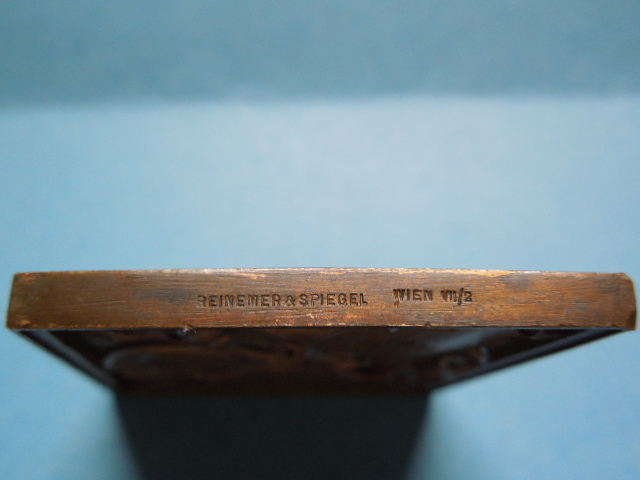 REINEMER & SPIEGEL WIEN VII/2